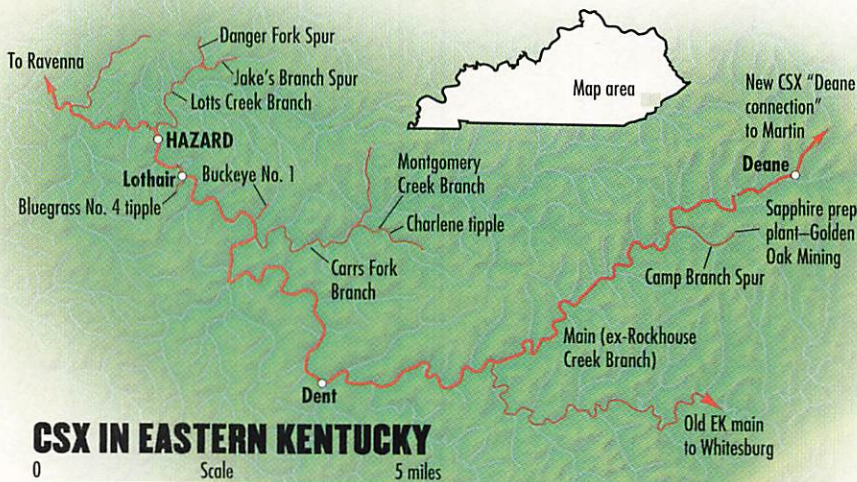 Danger Fork Spur
To Ravenna
Jake's Branch Spur
Lotts Creek Branch
HAZARD
Lothair
Buckeye No. 1
Bluegrass No. 4 tipple
Montgomery
Creek Branch
Charlene tipple
Carrs Fork
Branch
Map area
New CSX "Deane
connection"
to Martin
Deane
Sapphire prep
plant–Golden
Oak Mining
Camp Branch Spur
Main (ex-Rockhouse
Creek Branch)
Dent
Old EK main
to Whitesburg
CSX IN EASTERN KENTUCKY
0 Scale 5 miles